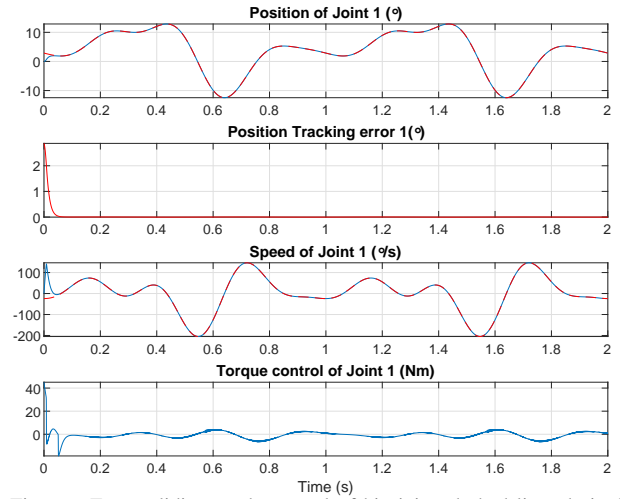 Position of Joint 1 (°)
10
0
-10
0 0.2 0.4 0.6 0.8 1 1.2 1.4 1.6 1.8 2
Position Tracking error 1(°)
2
1
0
0 0.2 0.4 0.6 0.8 1 1.2 1.4 1.6 1.8 2
Speed of Joint 1 (°/s)
100
0
-100
-200
0 0.2 0.4 0.6 0.8 1 1.2 1.4 1.6 1.8 2
Torque control of Joint 1 (Nm)
40
20
0
0 0.2 0.4 0.6 0.8 1 1.2 1.4 1.6 1.8 2
Time (s)